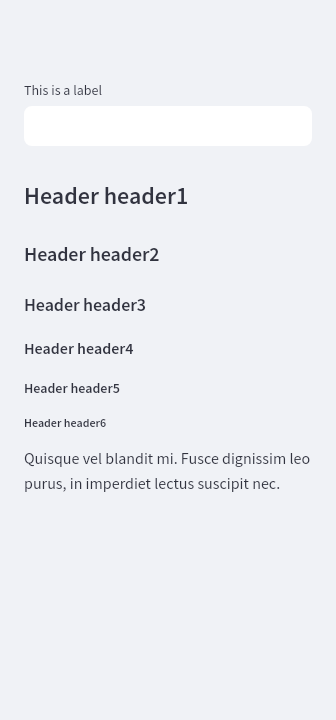 This is a label
Header header1
Header header2
Header header3
Header header4
Header header5
Header header6
Quisque vel blandit mi. Fusce dignissim leo
purus, in imperdiet lectus suscipit nec.